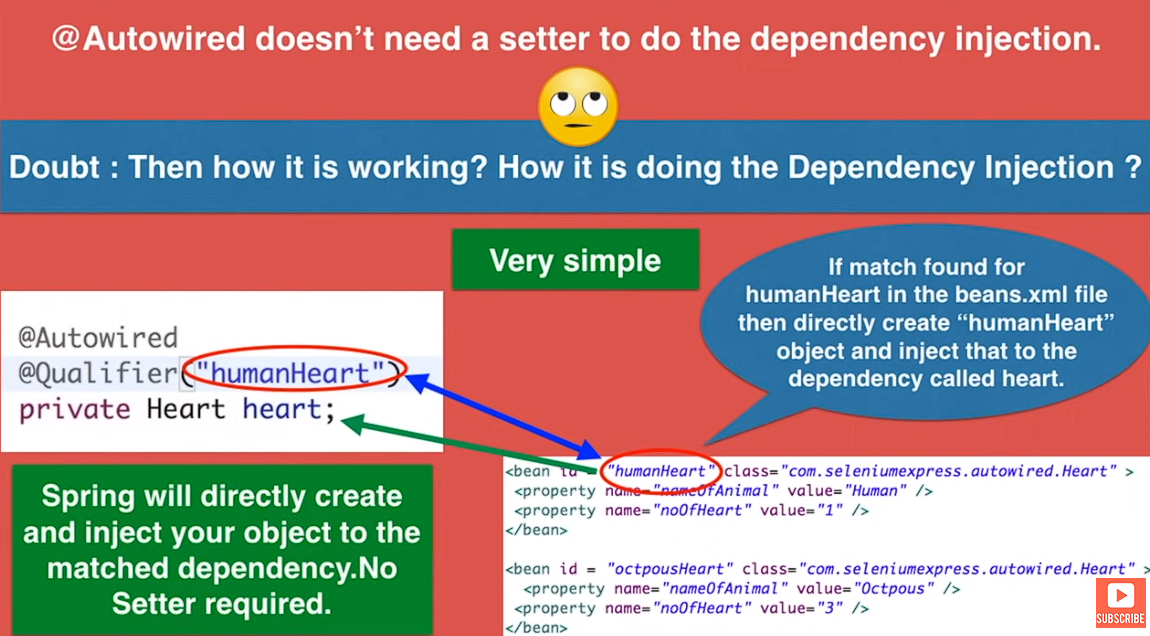 @Autowired doesn’t need a setter to do the dependency injection.
Doubt : Then how it is working? How it is doing the Dependency Injection ?
Very simple
If match found for
humanHeart in the beans.xml file
then directly create “humanHeart”
object and inject that to the
dependency called heart.
@Autowired
@Qualifier("humanHeart")
private Heart heart;
Spring will directly create
and inject your object to the
matched dependency.No
Setter required.
<bean id = "humanHeart" class="com.seleniumexpress.autowired.Heart" >
<property name="nameOfAnimal" value="Human" />
<property name="noOfHeart" value="1" />
</bean>
<bean id = "octpousHeart" class="com.seleniumexpress.autowired.Heart" >
<property name="nameOfAnimal" value="Octpous" />
<property name="noOfHeart" value="3" />
</bean>
SUBSCRIBE